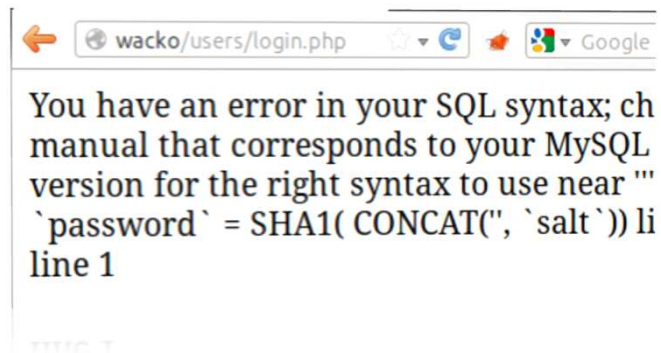 wacko/users/login.php Google
You have an error in your SQL syntax; ch
manual that corresponds to your MySQL
version for the right syntax to use near '''
`password` = SHA1( CONCAT('', `salt`)) li
line 1